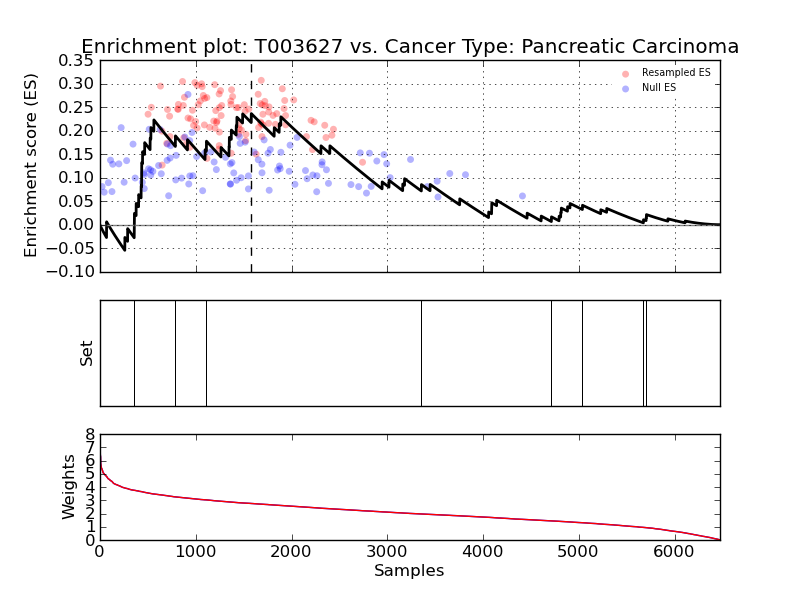 Enrichment plot: T003627 vs. Cancer Type: Pancreatic Carcinoma
Enrichment score (ES)
0.35
0.30
0.25
0.20
0.15
0.10
0.05
0.00
−0.05
−0.10
Resampled ES
Null ES
Set
Weights
8
7
6
5
4
3
2
1
0
0 1000 2000 3000 4000 5000 6000
Samples